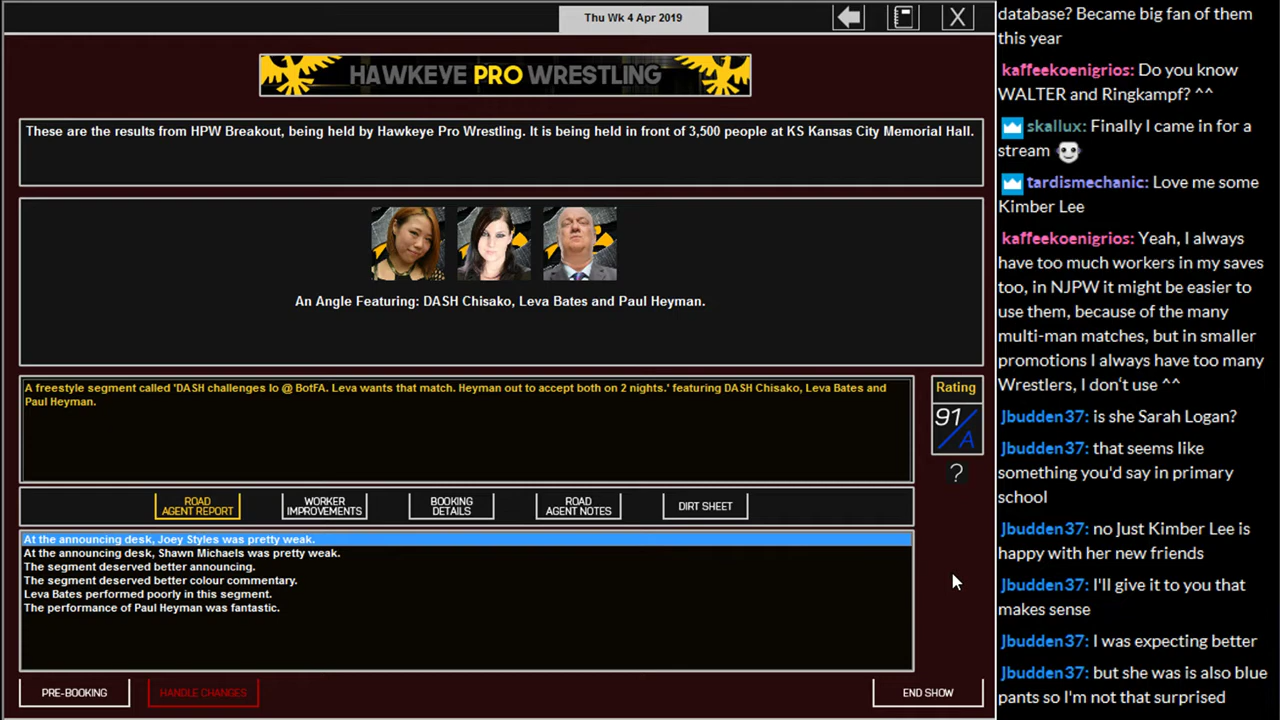 Thu Wk 4 Apr 2019
HAWKEYE PRO WRESTLING
These are the results from HPW Breakout, being held by Hawkeye Pro Wrestling. It is being held in front of 3,500 people at KS Kansas City Memorial Hall.
An Angle Featuring: DASH Chisako, Leva Bates and Paul Heyman.
A freestyle segment called 'DASH challenges Io @ BotFA. Leva wants that match. Heyman out to accept both on 2 nights.' featuring DASH Chisako, Leva Bates and
Paul Heyman.
Rating
91/A
?
ROAD
AGENT REPORT
WORKER
IMPROVEMENTS
BOOKING
DETAILS
ROAD
AGENT NOTES
DIRT SHEET
At the announcing desk, Joey Styles was pretty weak.
At the announcing desk, Shawn Michaels was pretty weak.
The segment deserved better announcing.
The segment deserved better colour commentary.
Leva Bates performed poorly in this segment.
The performance of Paul Heyman was fantastic.
PRE-BOOKING
HANDLE CHANGES
END SHOW
database? Became big fan of them
this year
kaffeekoenigrios: Do you know
WALTER and Ringkampf? ^^
skallux: Finally I came in for a
stream
tardismechanic: Love me some
Kimber Lee
kaffeekoenigrios: Yeah, I always
have too much workers in my saves
too, in NJPW it might be easier to
use them, because of the many
multi-man matches, but in smaller
promotions I always have too many
Wrestlers, I don't use ^^
Jbudden37: is she Sarah Logan?
Jbudden37: that seems like
something you'd say in primary
school
Jbudden37: no Just Kimber Lee is
happy with her new friends
Jbudden37: I'll give it to you that
makes sense
Jbudden37: I was expecting better
Jbudden37: but she was is also blue
pants so I'm not that surprised